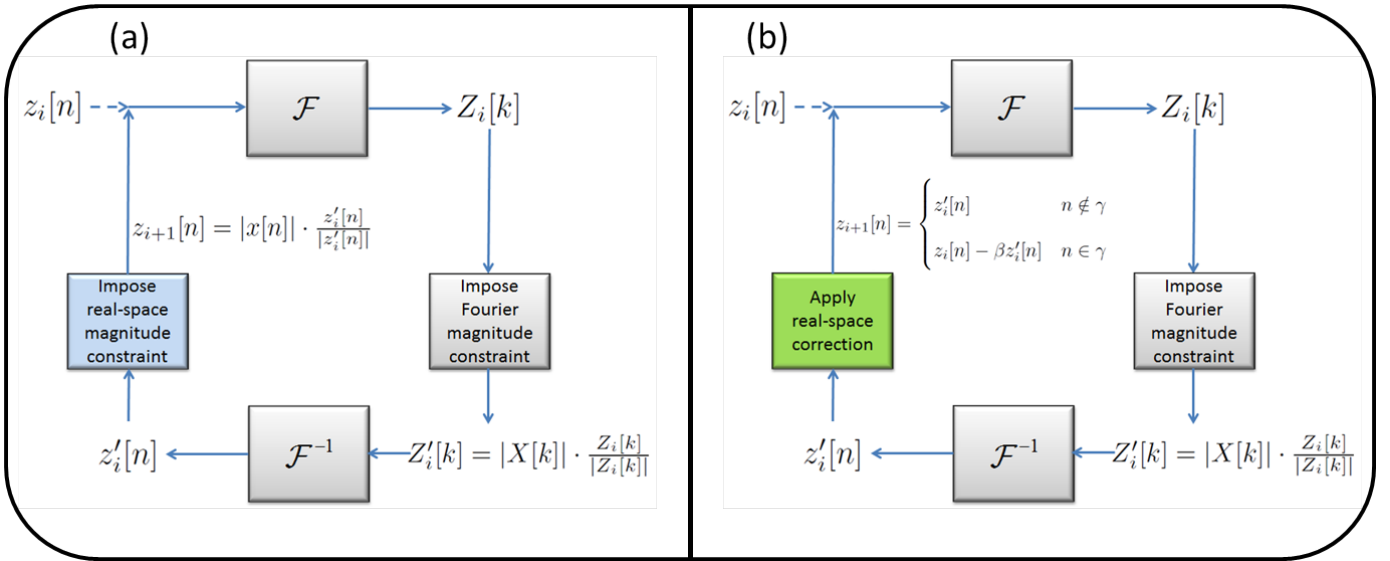 (a)
z_i[n]
ℱ
Z_i[k]
z_{i+1}[n] = |x[n]| · z'_i[n] / |z'_i[n]|
Impose
real-space
magnitude
constraint
Impose
Fourier
magnitude
constraint
z'_i[n]
ℱ^{-1}
Z'_i[k] = |X[k]| · Z_i[k] / |Z_i[k]|
(b)
z_i[n]
ℱ
Z_i[k]
z_{i+1}[n] = { z'_i[n] n ∉ γ
z_i[n] − βz'_i[n] n ∈ γ
Apply
real-space
correction
Impose
Fourier
magnitude
constraint
z'_i[n]
ℱ^{-1}
Z'_i[k] = |X[k]| · Z_i[k] / |Z_i[k]|